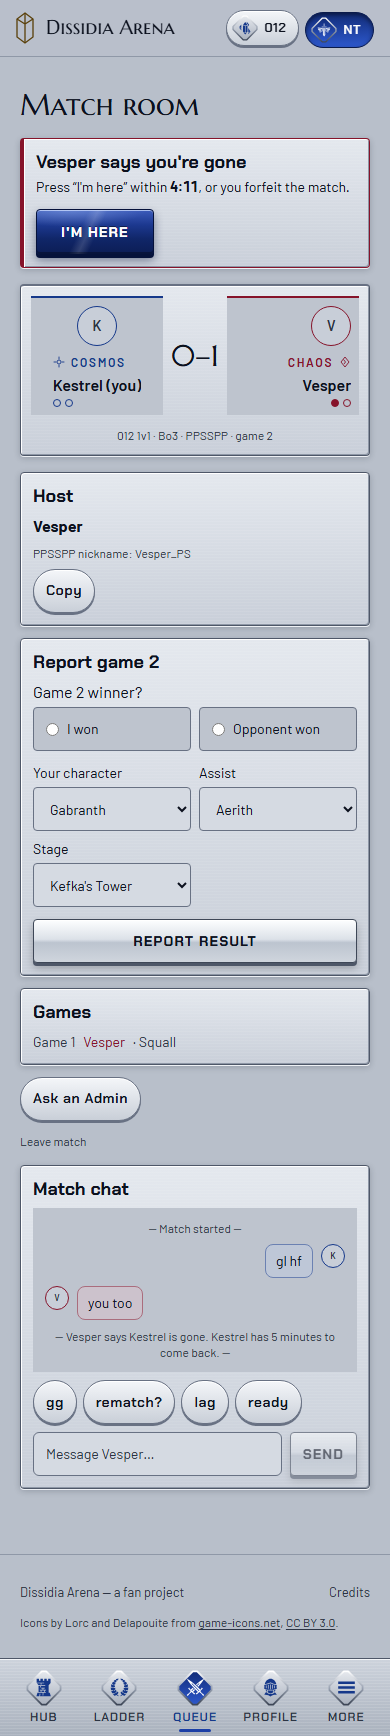 Dissidia Arena
012
NT
Match room
Vesper says you're gone
Press “I'm here” within 4:11, or you forfeit the match.
I'M HERE
K
V
COSMOS
0–1
CHAOS
Kestrel (you)
Vesper
012 1v1 · Bo3 · PPSSPP · game 2
Host
Vesper
PPSSPP nickname: Vesper_PS
Copy
Report game 2
Game 2 winner?
I won
Opponent won
Your character
Assist
Gabranth
Aerith
Stage
Kefka's Tower
REPORT RESULT
Games
Game 1 Vesper · Squall
Ask an Admin
Leave match
Match chat
— Match started —
gl hf
K
V
you too
— Vesper says Kestrel is gone. Kestrel has 5 minutes to
come back. —
gg
rematch?
lag
ready
Message Vesper...
SEND
Dissidia Arena — a fan project
Credits
Icons by Lorc and Delapouite from game-icons.net, CC BY 3.0.
HUB
LADDER
QUEUE
PROFILE
MORE